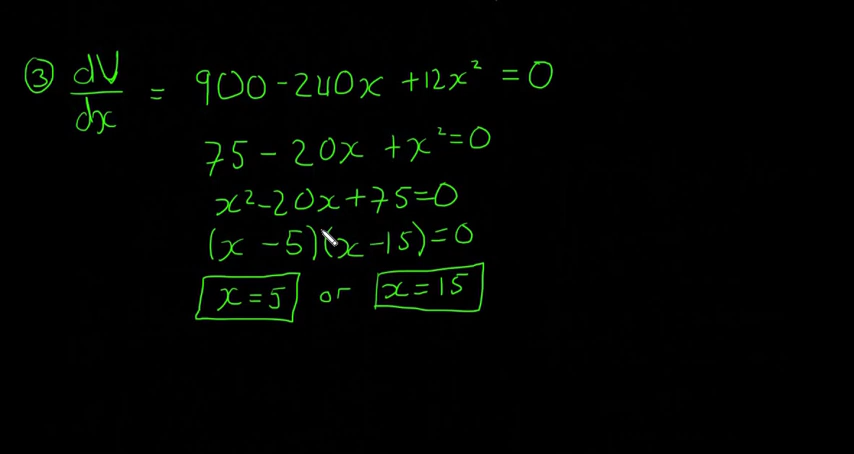 ③ dV/dx = 900 - 240x + 12x² = 0
75 - 20x + x² = 0
x² - 20x + 75 = 0
(x - 5)(x - 15) = 0
x = 5 or x = 15